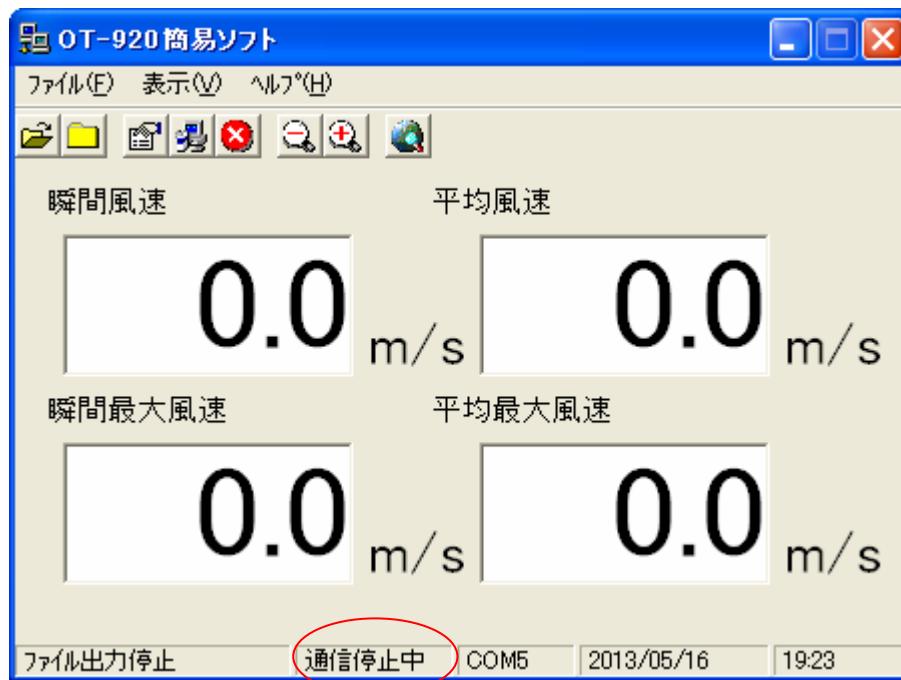 OT-920簡易ソフト
ファイル(F) 表示(V) ヘルプ(H)
瞬間風速 平均風速
0.0 m/s 0.0 m/s
瞬間最大風速 平均最大風速
0.0 m/s 0.0 m/s
ファイル出力停止 通信停止中 COM5 2013/05/16 19:23